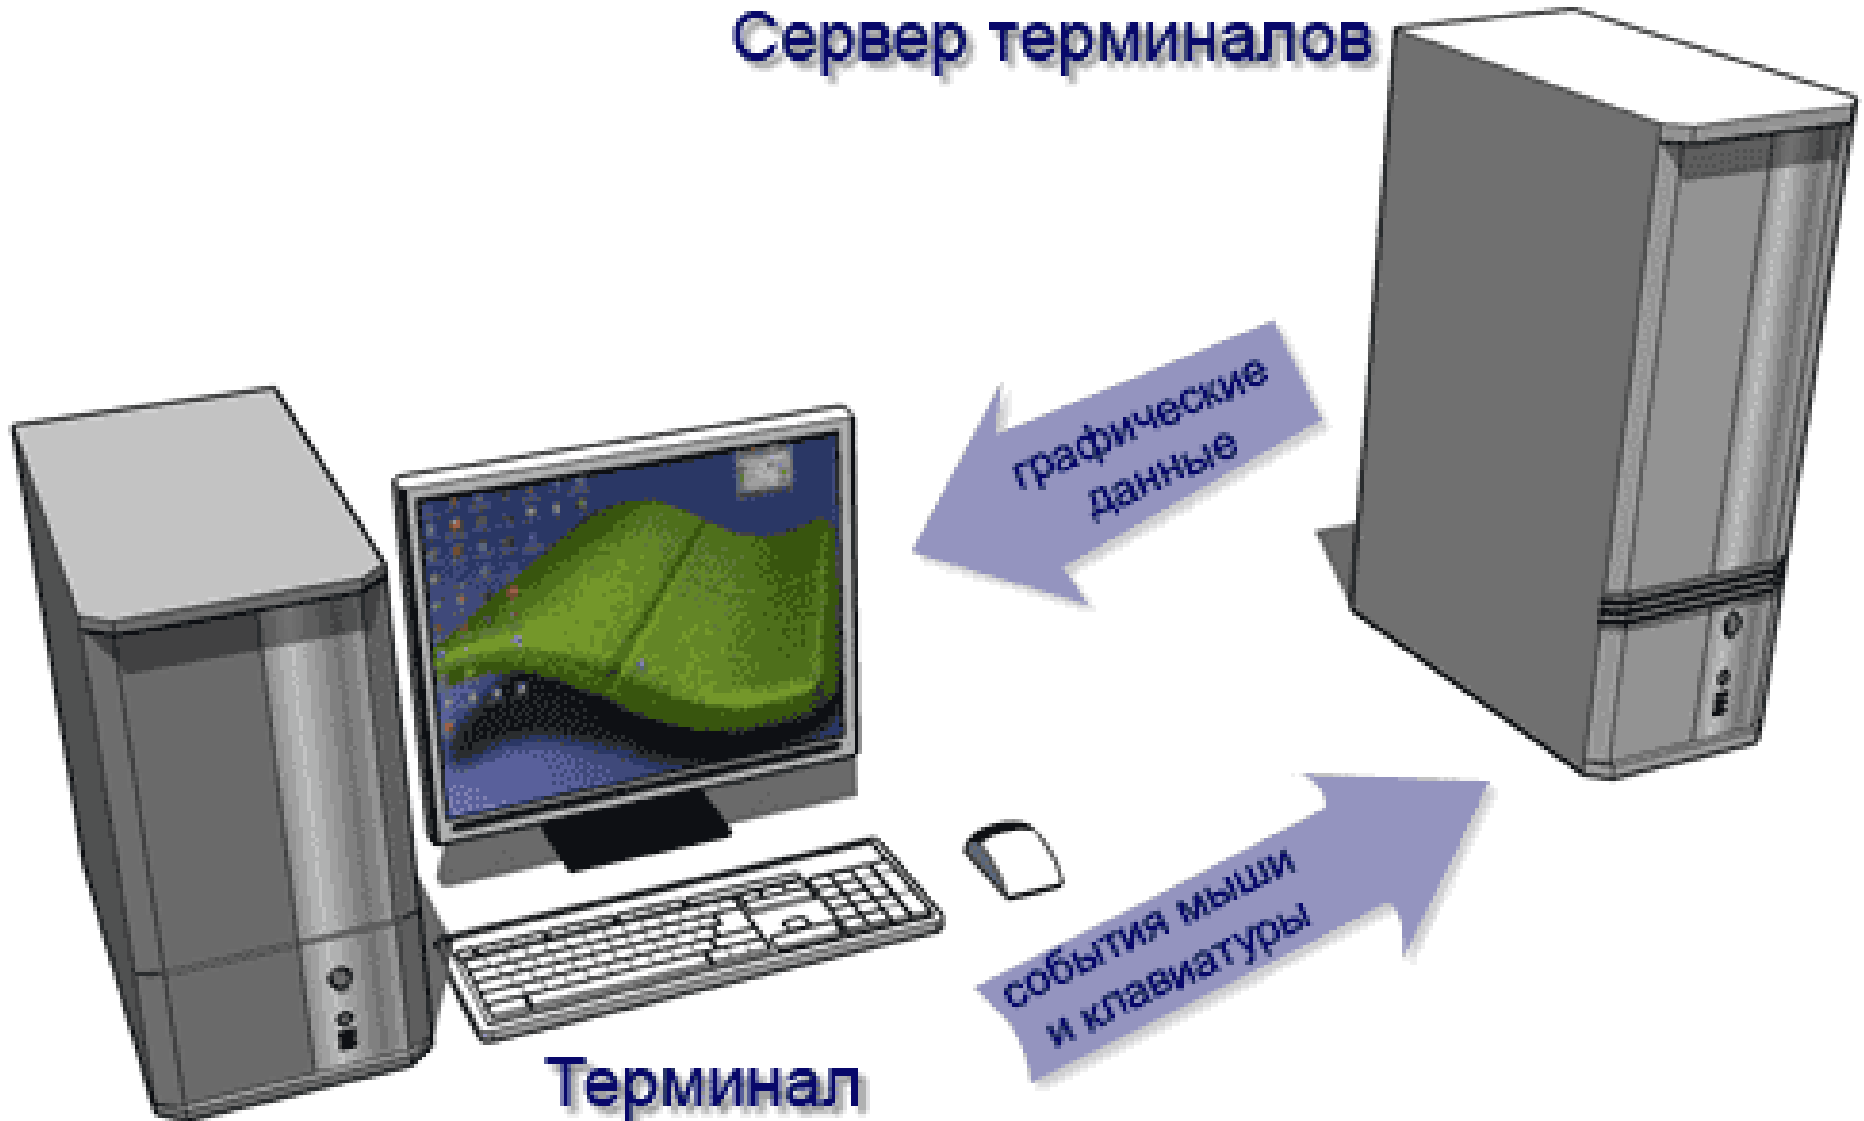 Сервер терминалов
графические
данные
события мыши
и клавиатуры
Терминал